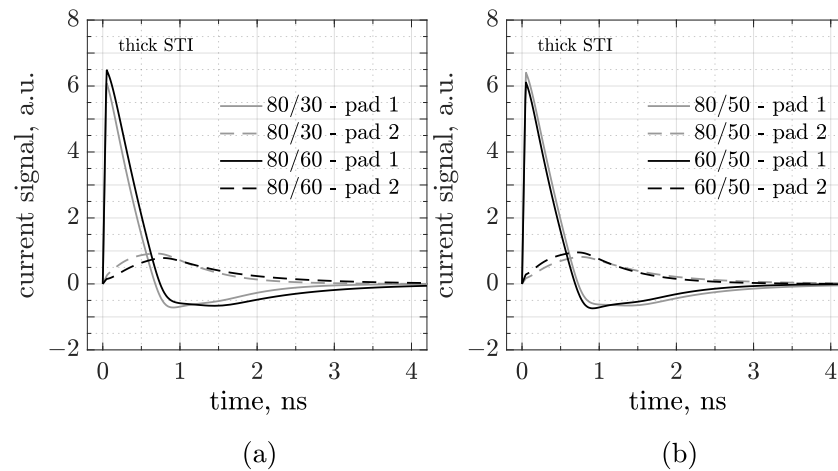 thick STI
80/30 - pad 1
80/30 - pad 2
80/60 - pad 1
80/60 - pad 2
current signal, a.u.
8
6
4
2
0
−2
0 1 2 3 4
time, ns
(a)
thick STI
80/50 - pad 1
80/50 - pad 2
60/50 - pad 1
60/50 - pad 2
current signal, a.u.
8
6
4
2
0
−2
0 1 2 3 4
time, ns
(b)